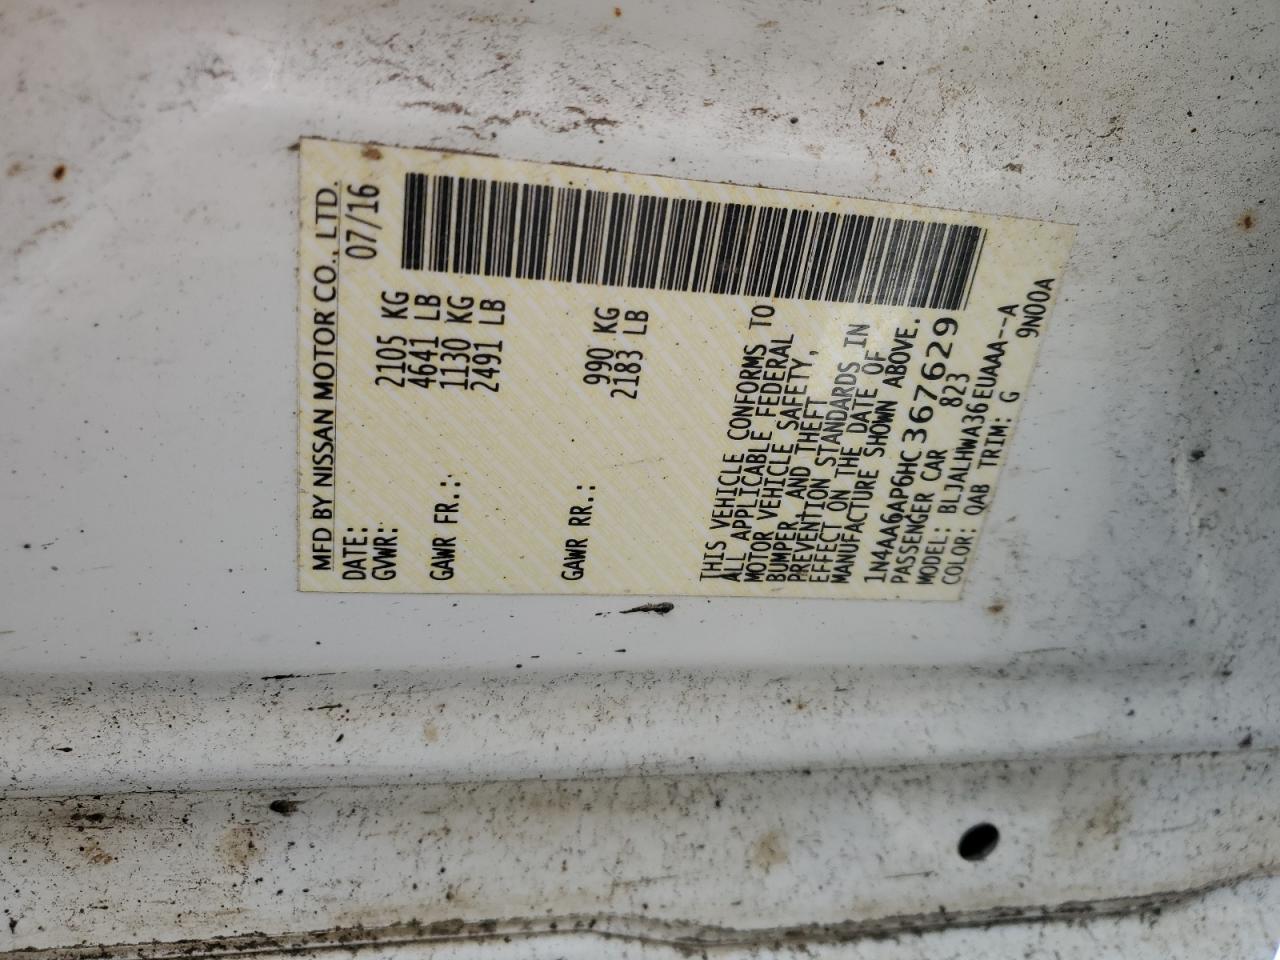 MFD BY NISSAN MOTOR CO., LTD.
DATE: 07/16
GVWR: 2105 KG
4641 LB
GAWR FR.: 1130 KG
2491 LB
GAWR RR.: 990 KG
2183 LB
THIS VEHICLE CONFORMS TO
ALL APPLICABLE FEDERAL
MOTOR VEHICLE SAFETY,
BUMPER, AND THEFT
PREVENTION STANDARDS IN
EFFECT ON THE DATE OF
MANUFACTURE SHOWN ABOVE.
1N4AA6AP6HC367629
PASSENGER CAR 823
MODEL: BLJALHWA36EUAAA--A
COLOR: QAB TRIM: G 9N00A